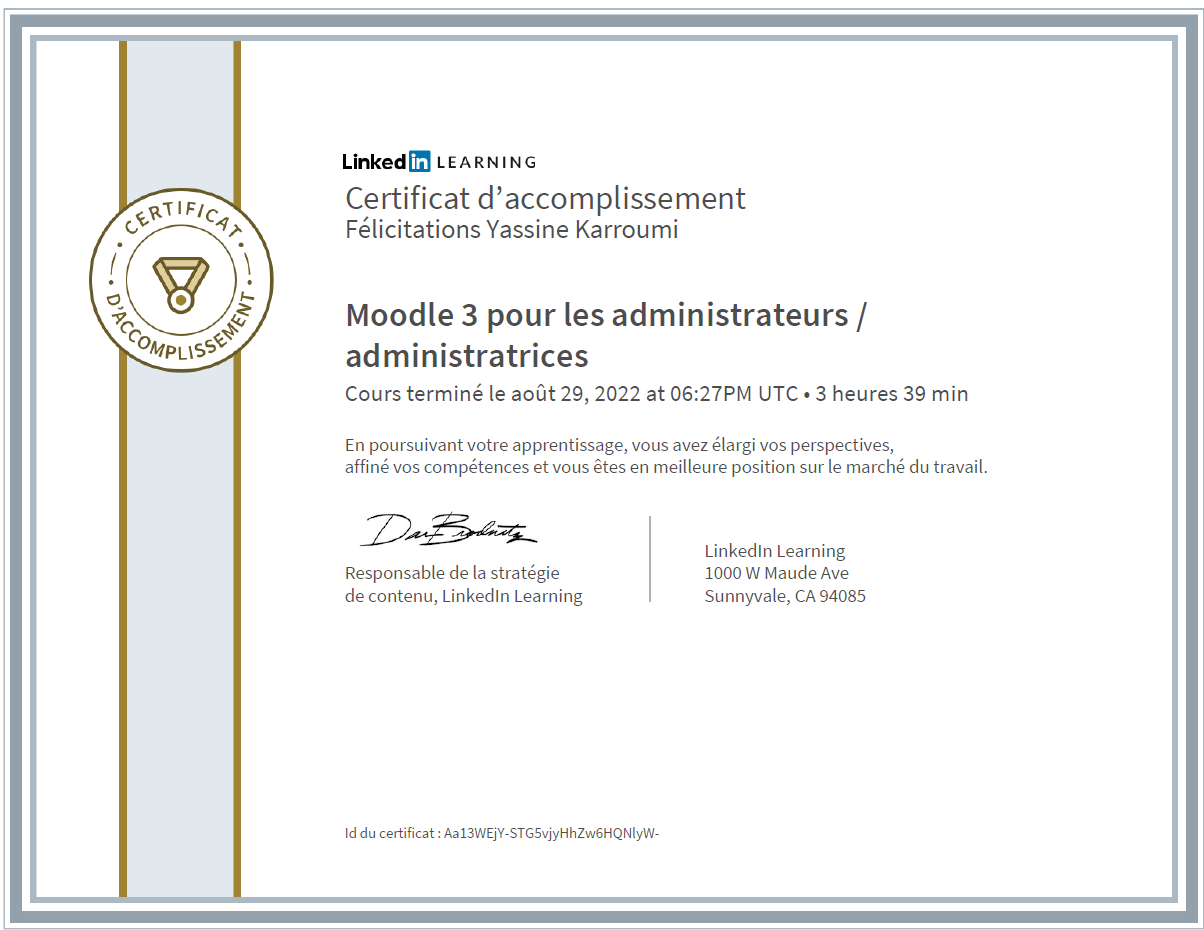 CERTIFICAT
D'ACCOMPLISSEMENT
Linked in LEARNING
Certificat d’accomplissement
Félicitations Yassine Karroumi
Moodle 3 pour les administrateurs /
administratrices
Cours terminé le août 29, 2022 at 06:27PM UTC • 3 heures 39 min
En poursuivant votre apprentissage, vous avez élargi vos perspectives,
affiné vos compétences et vous êtes en meilleure position sur le marché du travail.
Responsable de la stratégie
de contenu, LinkedIn Learning
LinkedIn Learning
1000 W Maude Ave
Sunnyvale, CA 94085
Id du certificat : Aa13WEjY-STG5vjyHhZw6HQNlyW-